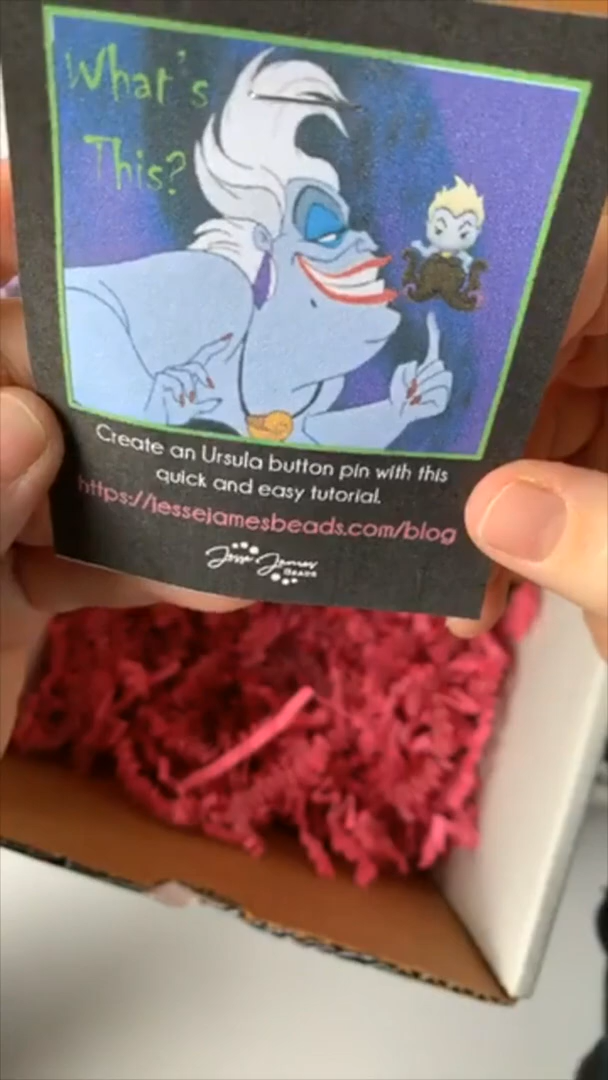 What's
This?
Create an Ursula button pin with this
quick and easy tutorial.
https://jessejamesbeads.com/blog
Jesse James
BEADS